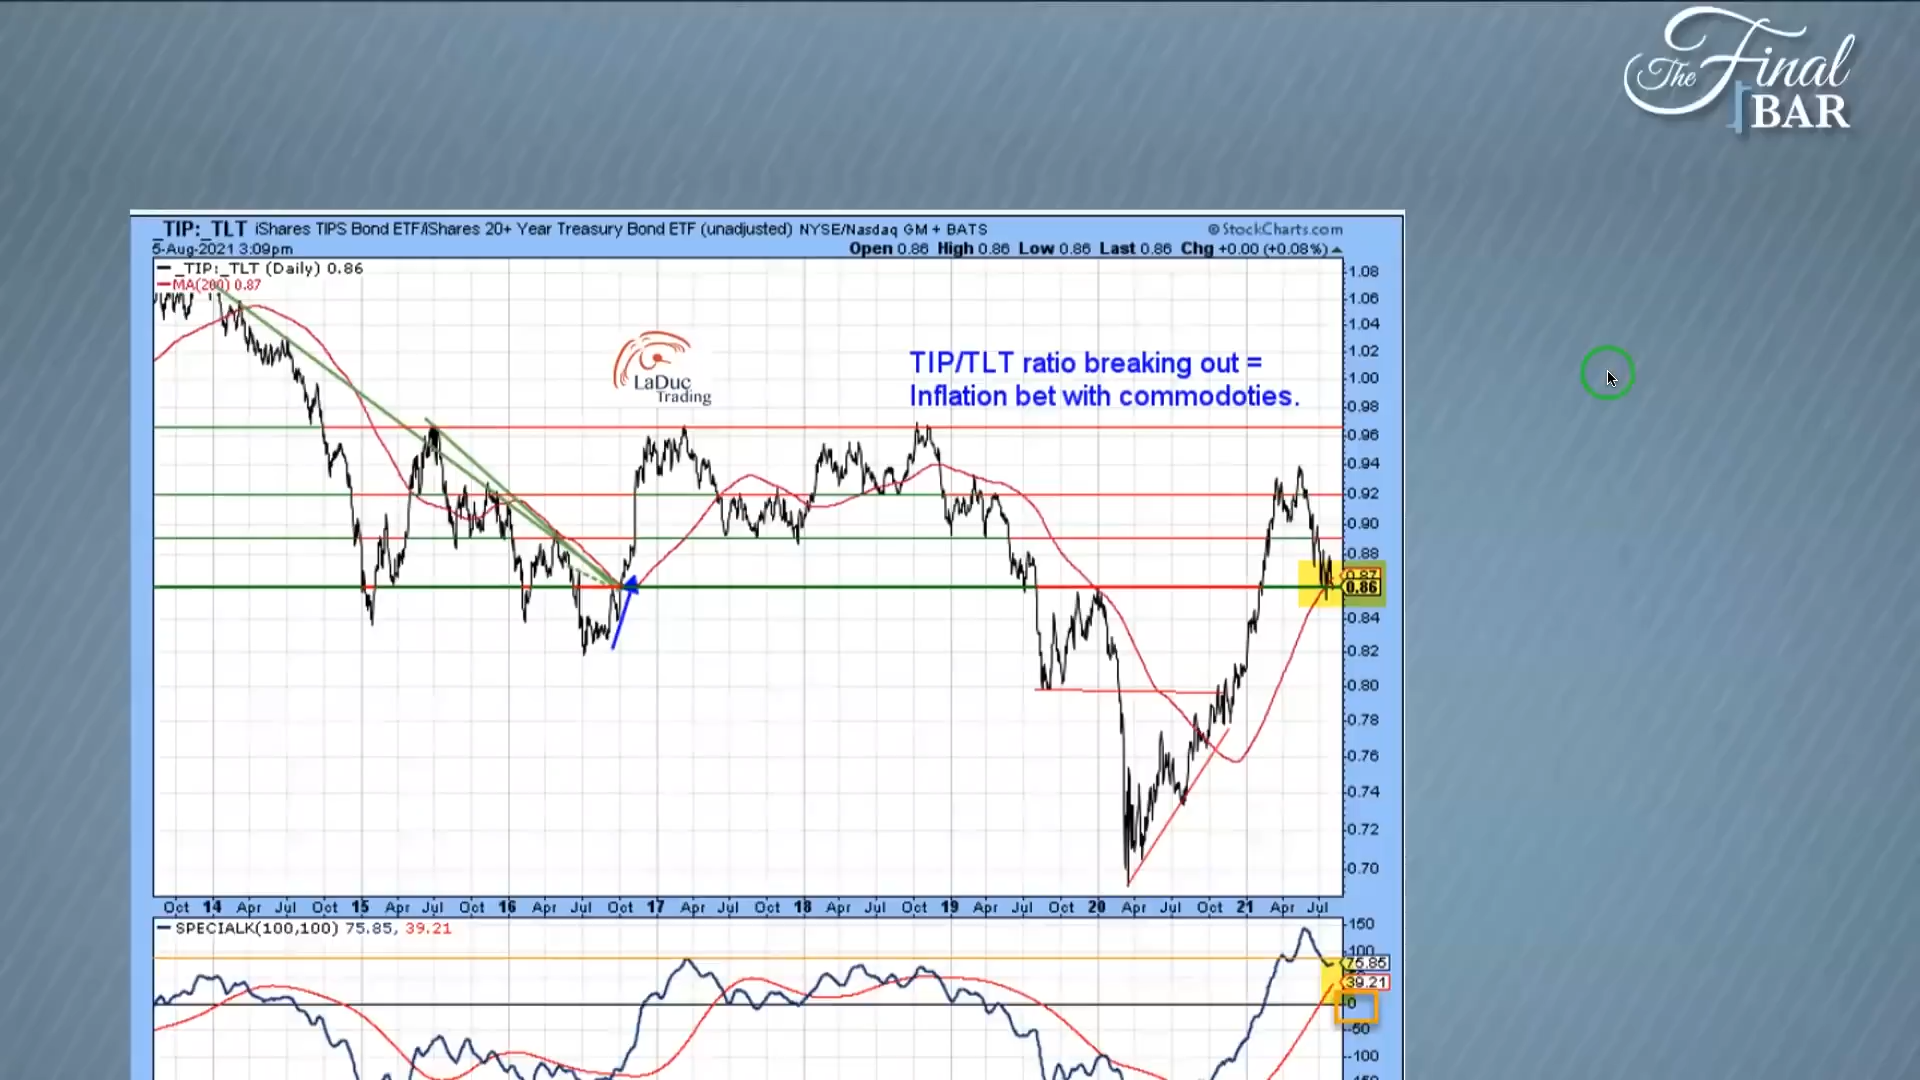 The Final
BAR
_TIP:_TLT iShares TIPS Bond ETF/iShares 20+ Year Treasury Bond ETF (unadjusted) NYSE/Nasdaq GM + BATS
© StockCharts.com
5-Aug-2021 3:09pm
Open 0.86 High 0.86 Low 0.86 Last 0.86 Chg +0.00 (+0.08%)
_TIP:_TLT (Daily) 0.86
MA(200) 0.87
LaDuc
Trading
TIP/TLT ratio breaking out =
Inflation bet with commodoties.
1.08
1.06
1.04
1.02
1.00
0.98
0.96
0.94
0.92
0.90
0.88
0.87
0.86
0.84
0.82
0.80
0.78
0.76
0.74
0.72
0.70
Oct 14 Apr Jul Oct 15 Apr Jul Oct 16 Apr Jul Oct 17 Apr Jul Oct 18 Apr Jul Oct 19 Apr Jul Oct 20 Apr Jul Oct 21 Apr Jul
SPECIALK(100,100) 75.85, 39.21
150
100
75.85
39.21
0
-50
-100